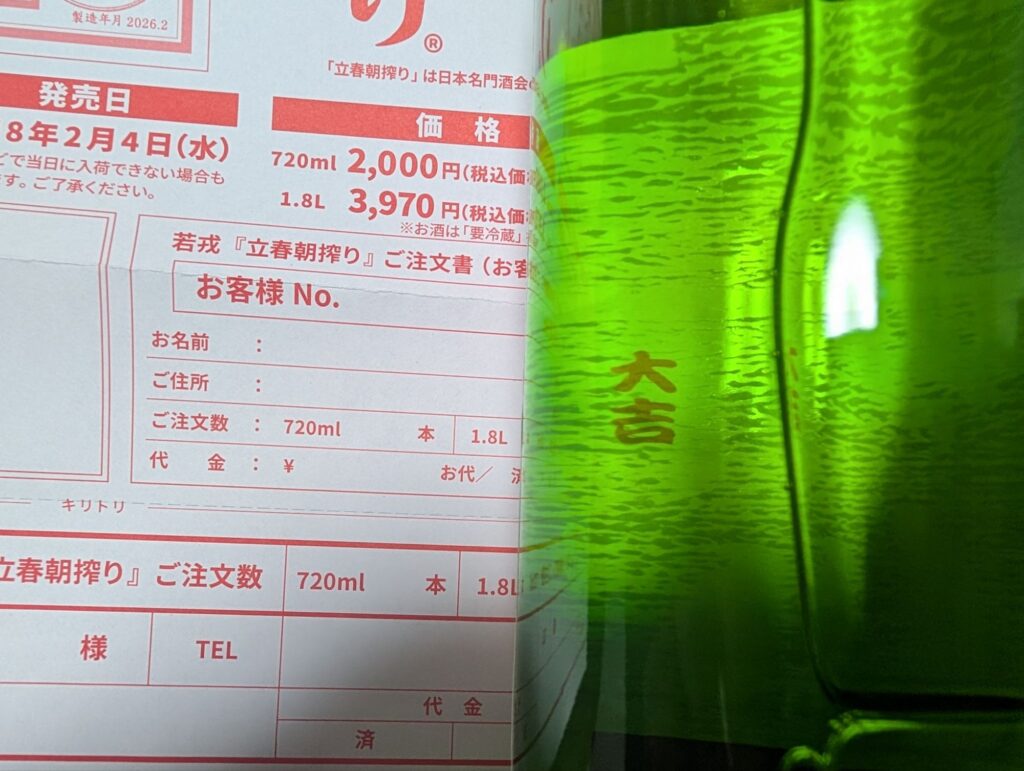 製造年月 2026.2
り®
「立春朝搾り」は日本名門酒会
発売日
8年2月4日(水)
どで当日に入荷できない場合も
す。ご了承ください。
価 格
720ml 2,000円(税込価
1.8L 3,970円(税込価
※お酒は「要冷蔵」
若戎『立春朝搾り』ご注文書(お客
お客様 No.
お名前 :
ご住所 :
ご注文数 : 720ml 本 1.8L
代 金 : ¥ お代/ 済
キリトリ
立春朝搾り』ご注文数 720ml 本 1.8L
様 TEL
代 金
済
大吉